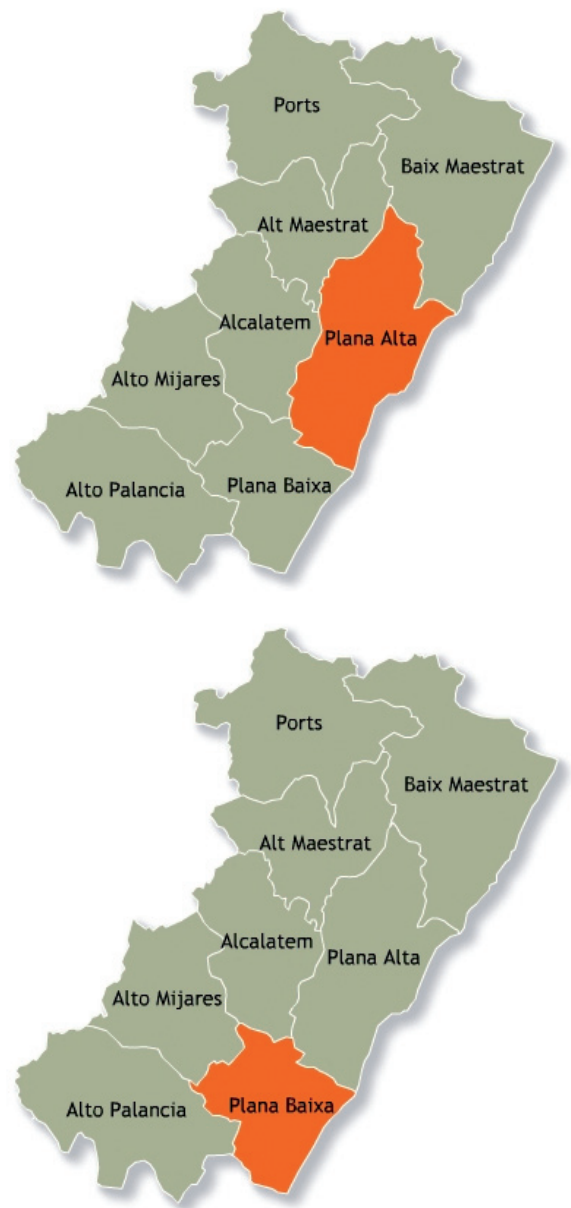 Ports
Baix Maestrat
Alt Maestrat
Alcalatem
Plana Alta
Alto Mijares
Plana Baixa
Alto Palancia
Ports
Baix Maestrat
Alt Maestrat
Alcalatem
Plana Alta
Alto Mijares
Plana Baixa
Alto Palancia